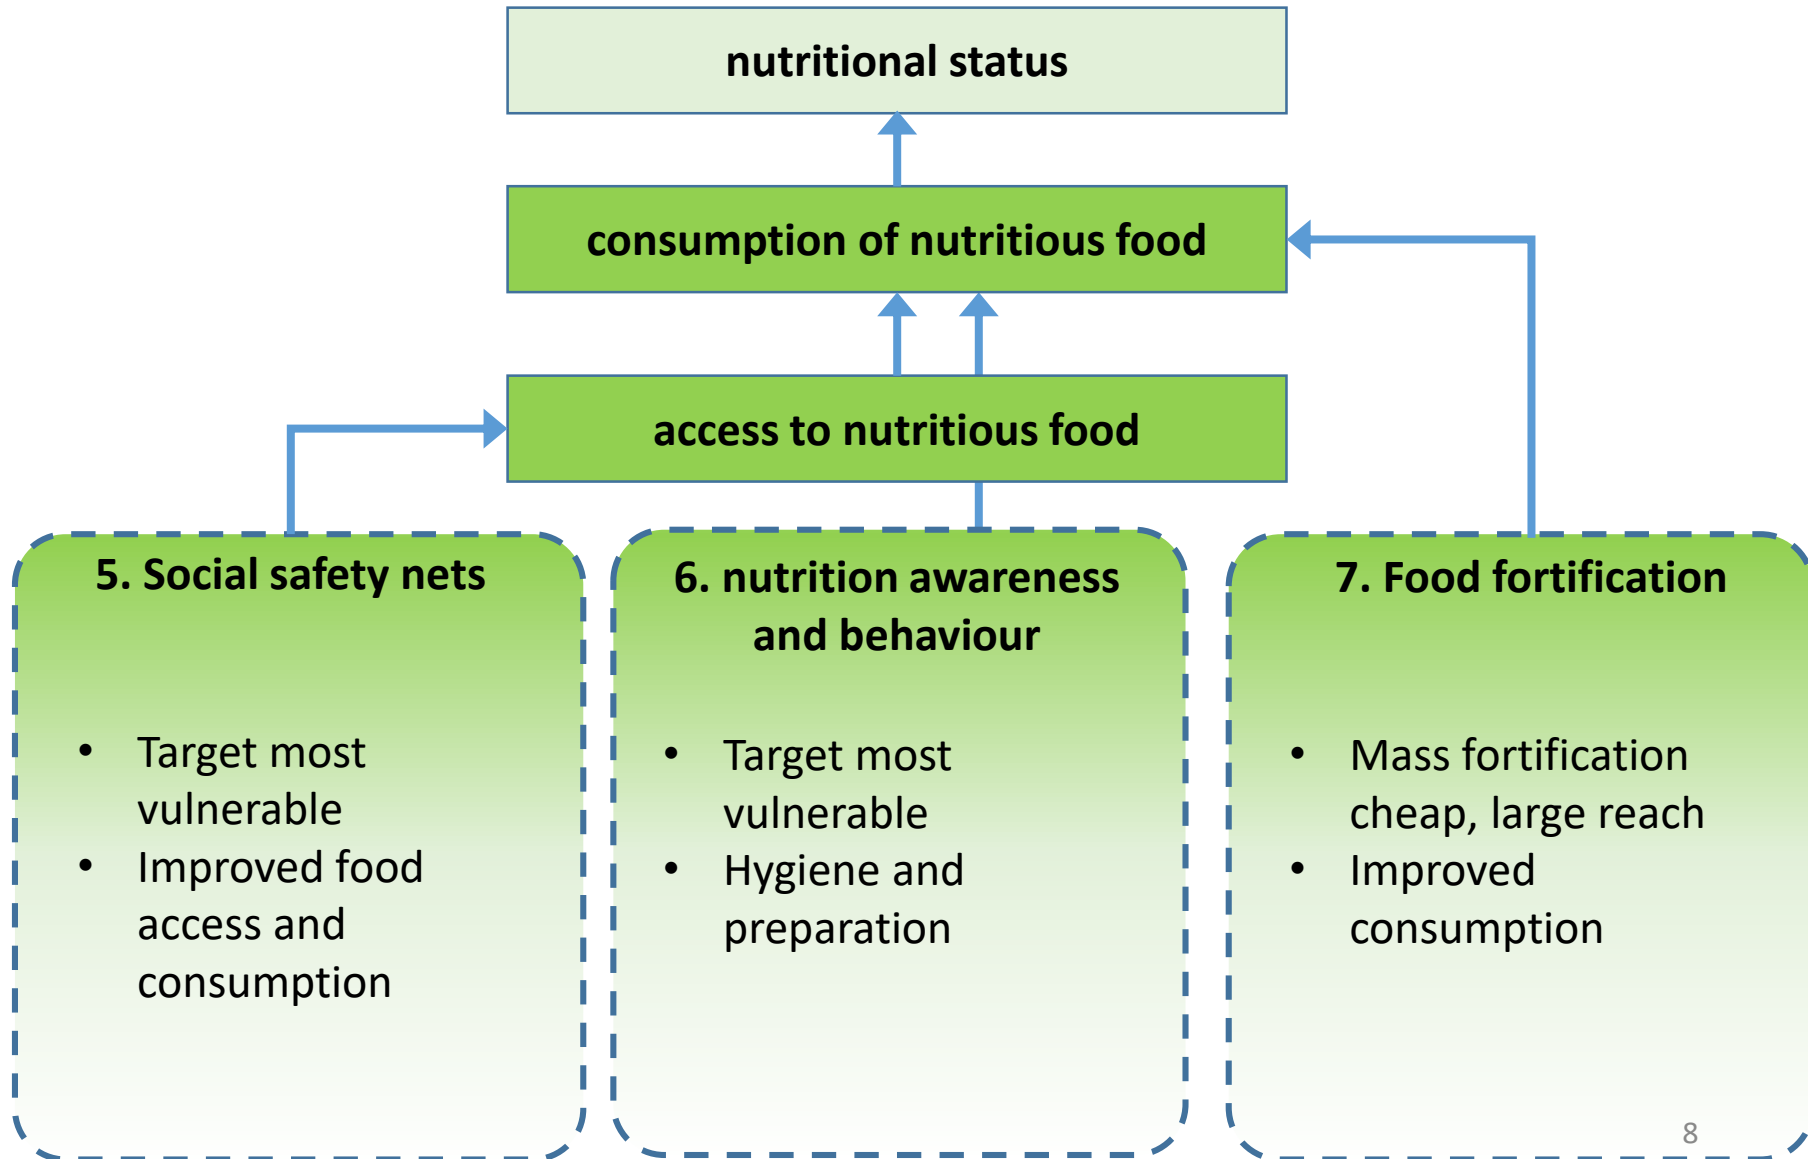 nutritional status
consumption of nutritious food
access to nutritious food
5. Social safety nets
• Target most
vulnerable
• Improved food
access and
consumption
6. nutrition awareness
and behaviour
• Target most
vulnerable
• Hygiene and
preparation
7. Food fortification
• Mass fortification
cheap, large reach
• Improved
consumption
8